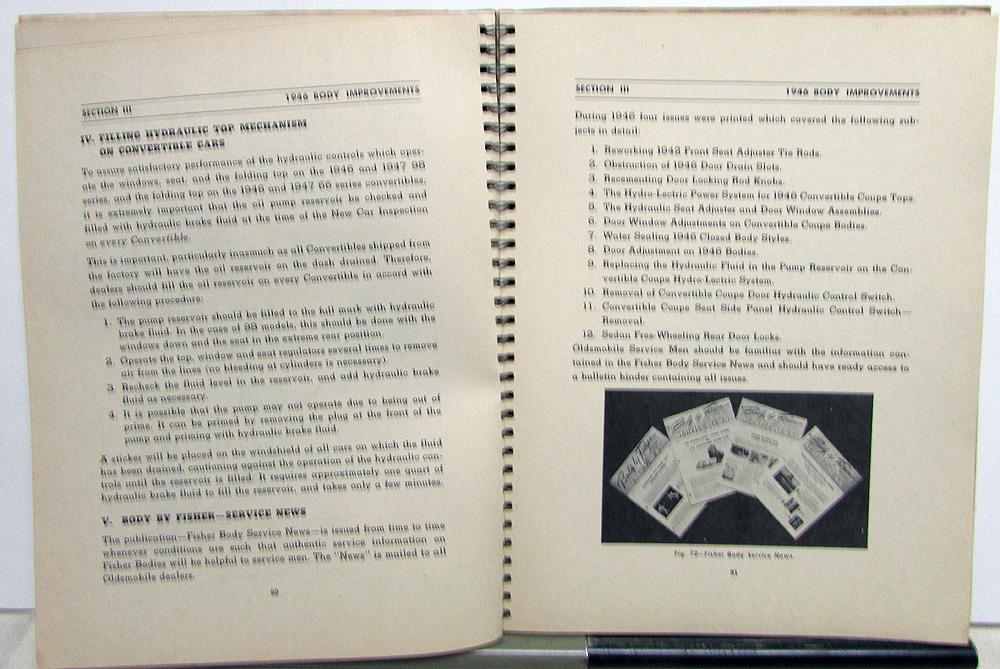 SECTION III 1946 BODY IMPROVEMENTS
IV. FILLING HYDRAULIC TOP MECHANISM
ON CONVERTIBLE CARS
To assure satisfactory performance of the hydraulic controls which oper-
ate the windows, seat, and the folding top on the 1946 and 1947 98
series, and the folding top on the 1946 and 1947 66 series convertibles,
it is extremely important that the oil pump reservoir be checked and
filled with hydraulic brake fluid at the time of the New Car Inspection
on every Convertible.
This is important, particularly inasmuch as all Convertibles shipped from
the factory will have the oil reservoir on the dash drained. Therefore,
dealers should fill the oil reservoir on every Convertible in accord with
the following procedure:
1. The pump reservoir should be filled to the full mark with hydraulic
brake fluid. In the case of 98 models, this should be done with the
windows down and the seat in the extreme rear position.
2. Operate the top, window and seat regulators several times to remove
air from the lines (no bleeding at cylinders is necessary).
3. Recheck the fluid level in the reservoir, and add hydraulic brake
fluid as necessary.
4. It is possible that the pump may not operate due to being out of
prime. It can be primed by removing the plug at the front of the
pump and priming with hydraulic brake fluid.
A sticker will be placed on the windshield of all cars on which the fluid
has been drained, cautioning against the operation of the hydraulic con-
trols until the reservoir is filled. It requires approximately one quart of
hydraulic brake fluid to fill the reservoir, and takes only a few minutes.
V. BODY BY FISHER—SERVICE NEWS
The publication—Fisher Body Service News—is issued from time to time
whenever conditions are such that authentic service information on
Fisher Bodies will be helpful to service men. The "News" is mailed to all
Oldsmobile dealers.
90
SECTION III 1946 BODY IMPROVEMENTS
During 1946 four issues were printed which covered the following sub-
jects in detail:
1. Reworking 1942 Front Seat Adjuster Tie Rods.
2. Obstruction of 1946 Door Drain Slots.
3. Recementing Door Locking Rod Knobs.
4. The Hydro-Lectric Power System for 1946 Convertible Coupe Tops.
5. The Hydraulic Seat Adjuster and Door Window Assemblies.
6. Door Window Adjustments on Convertible Coupe Bodies.
7. Water Sealing 1946 Closed Body Styles.
8. Door Adjustment on 1946 Bodies.
9. Replacing the Hydraulic Fluid in the Pump Reservoir on the Con-
vertible Coupe Hydro-Lectric System.
10. Removal of Convertible Coupe Door Hydraulic Control Switch.
11. Convertible Coupe Seat Side Panel Hydraulic Control Switch—
Removal.
12. Sedan Free-Wheeling Rear Door Locks.
Oldsmobile Service Men should be familiar with the information con-
tained in the Fisher Body Service News and should have ready access to
a bulletin binder containing all issues.
Fig. 72—Fisher Body Service News
91